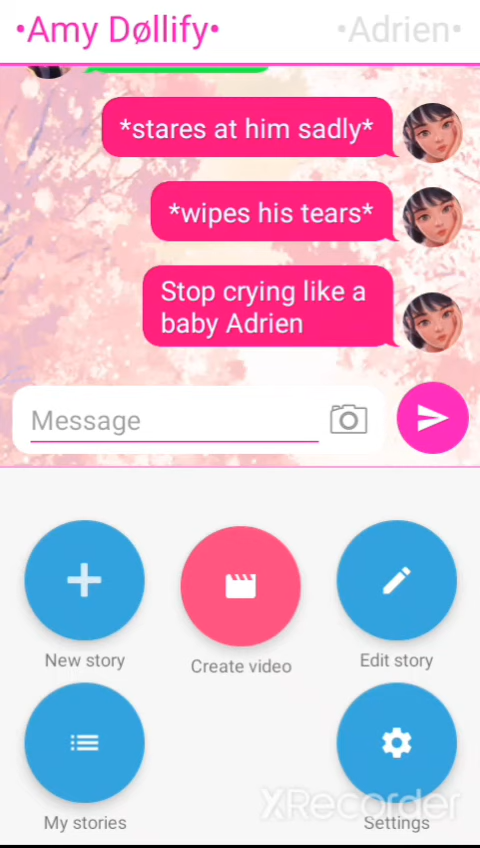 •Amy Døllify•
•Adrien•
*stares at him sadly*
*wipes his tears*
Stop crying like a
baby Adrien
Message
New story
Create video
Edit story
My stories
Settings
XRecorder